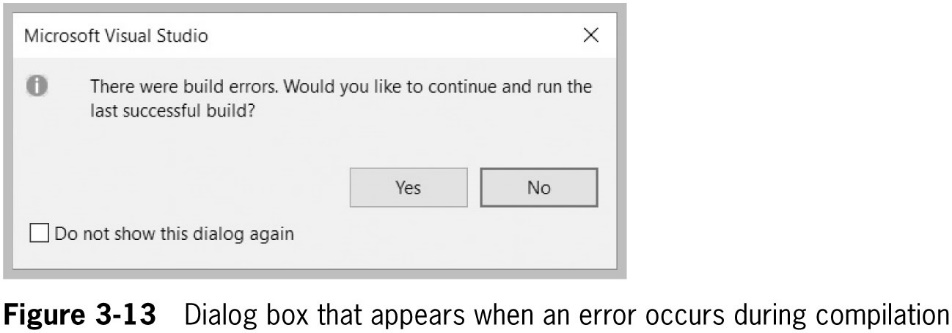 Microsoft Visual Studio
There were build errors. Would you like to continue and run the
last successful build?
Yes
No
Do not show this dialog again
Figure 3-13 Dialog box that appears when an error occurs during compilation